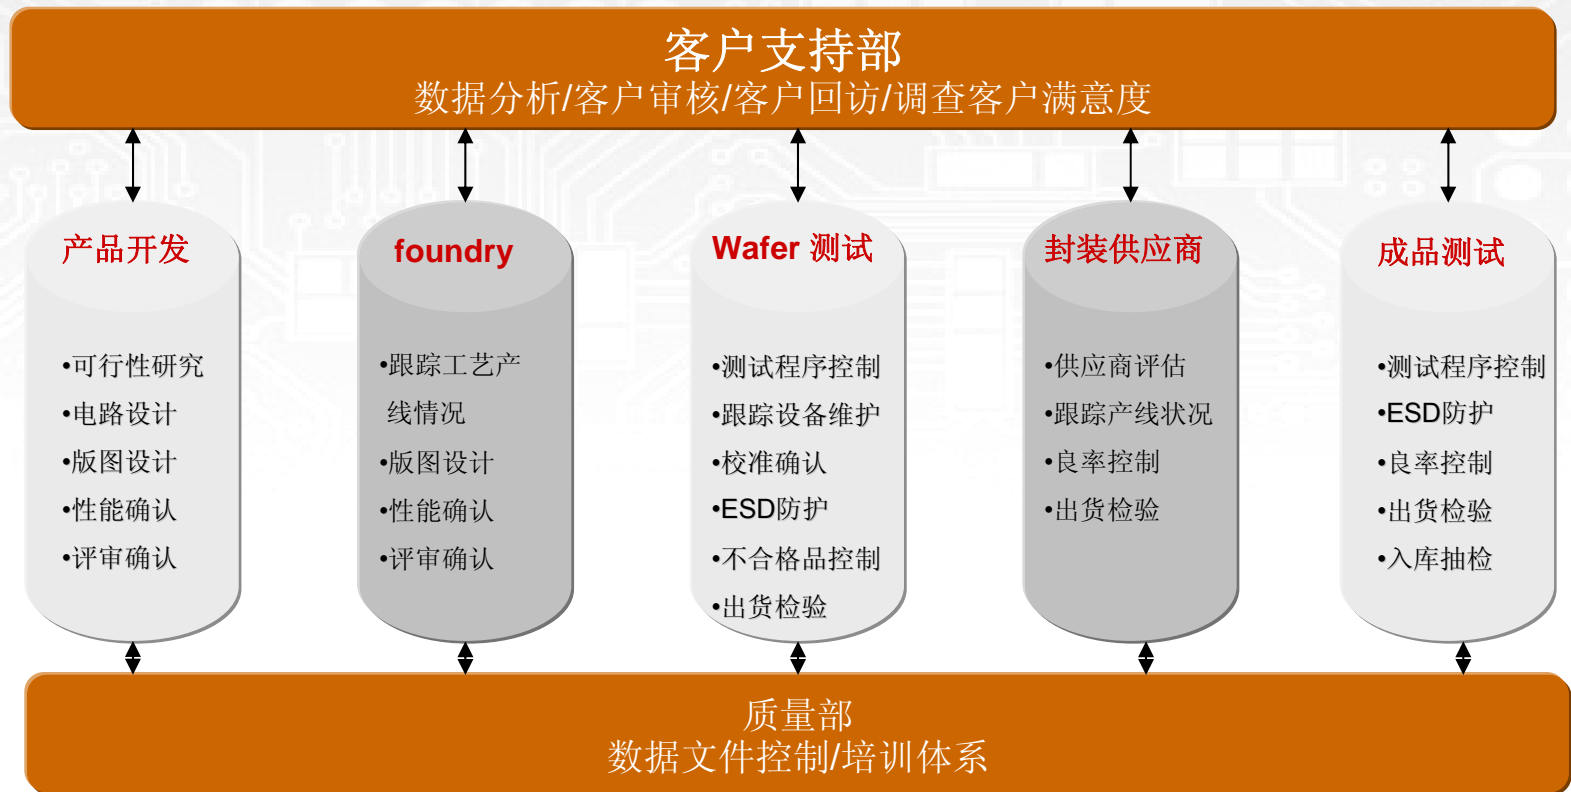 客户支持部
数据分析/客户审核/客户回访/调查客户满意度
产品开发
•可行性研究
•电路设计
•版图设计
•性能确认
•评审确认
foundry
•跟踪工艺产
线情况
•版图设计
•性能确认
•评审确认
Wafer 测试
•测试程序控制
•跟踪设备维护
•校准确认
•ESD防护
•不合格品控制
•出货检验
封装供应商
•供应商评估
•跟踪产线状况
•良率控制
•出货检验
成品测试
•测试程序控制
•ESD防护
•良率控制
•出货检验
•入库抽检
质量部
数据文件控制/培训体系